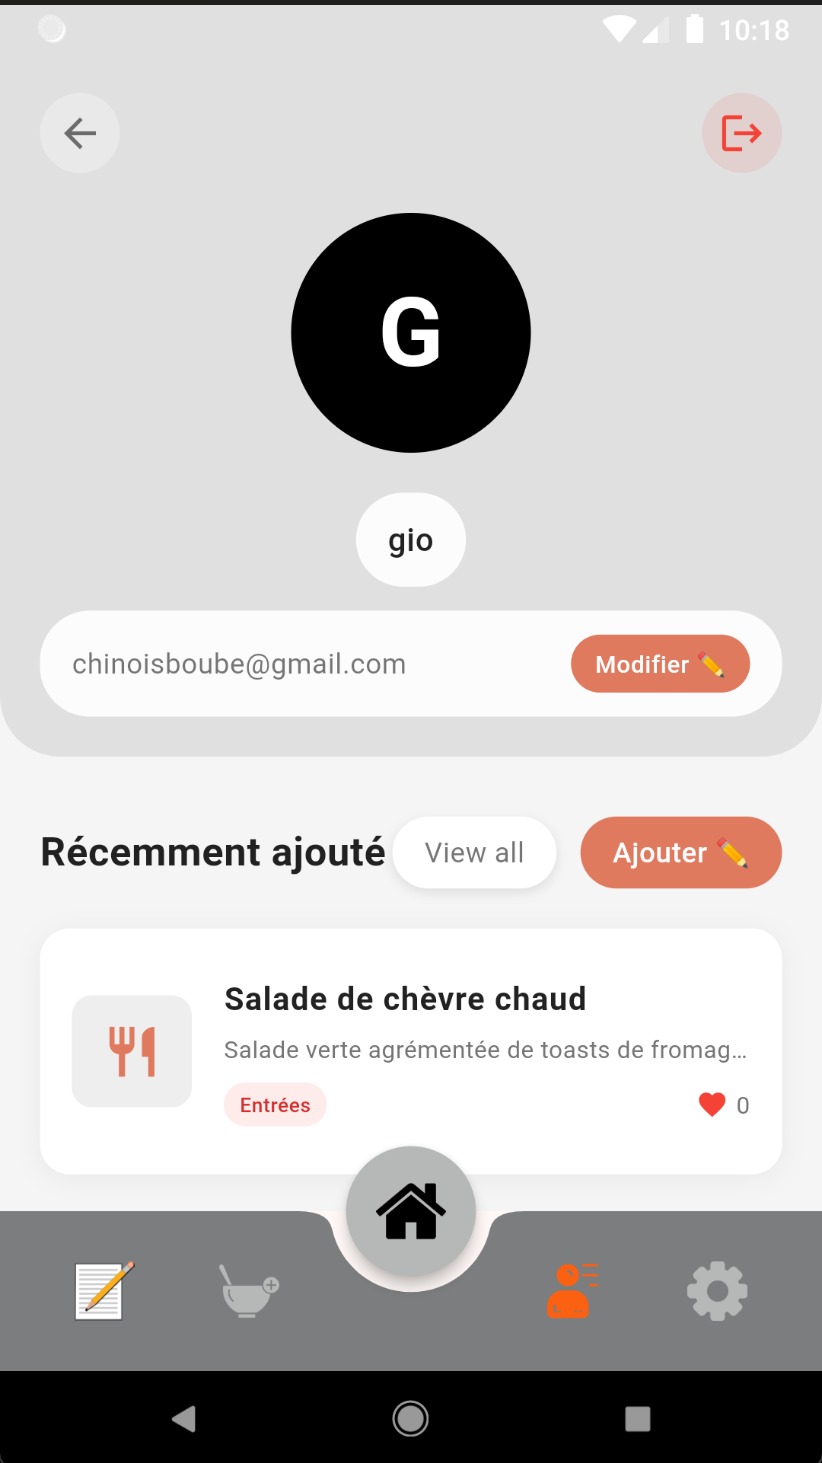 10:18
G
gio
chinoisboube@gmail.com
Modifier ✏️
Récemment ajouté
View all
Ajouter ✏️
Salade de chèvre chaud
Salade verte agrémentée de toasts de fromag...
Entrées
0